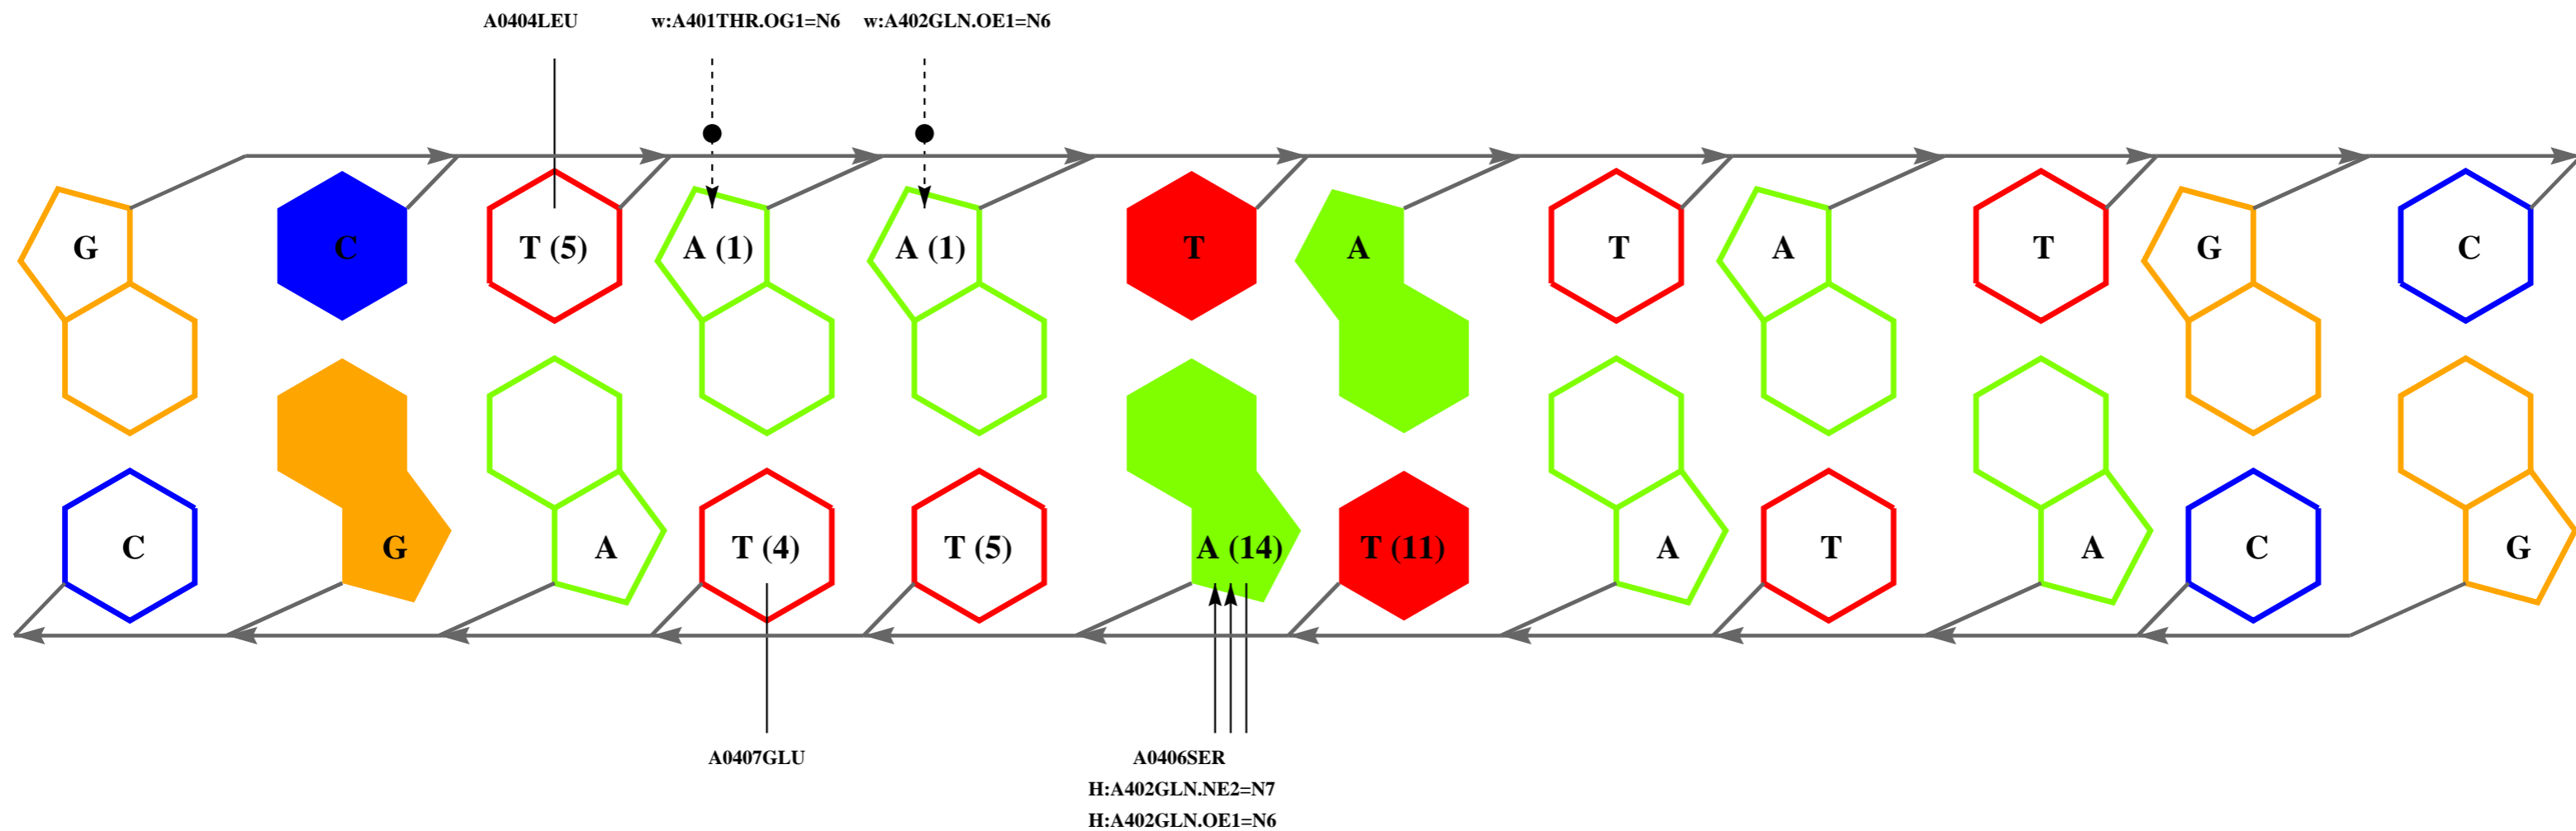 A0404LEU w:A401THR.OG1=N6 w:A402GLN.OE1=N6
G C T (5) A (1) A (1) T A T A T G C
C G A T (4) T (5) A (14) T (11) A T A C G
A0407GLU A0406SER
H:A402GLN.NE2=N7
H:A402GLN.OE1=N6